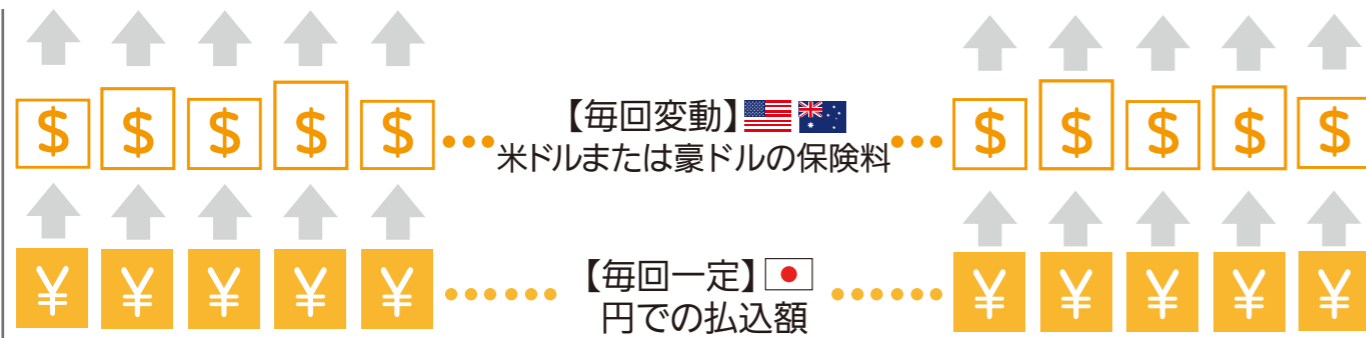 $ $ $ $ $ 【毎回変動】 $ $ $ $ $
米ドルまたは豪ドルの保険料
¥ ¥ ¥ ¥ ¥ 【毎回一定】 ¥ ¥ ¥ ¥ ¥
円での払込額